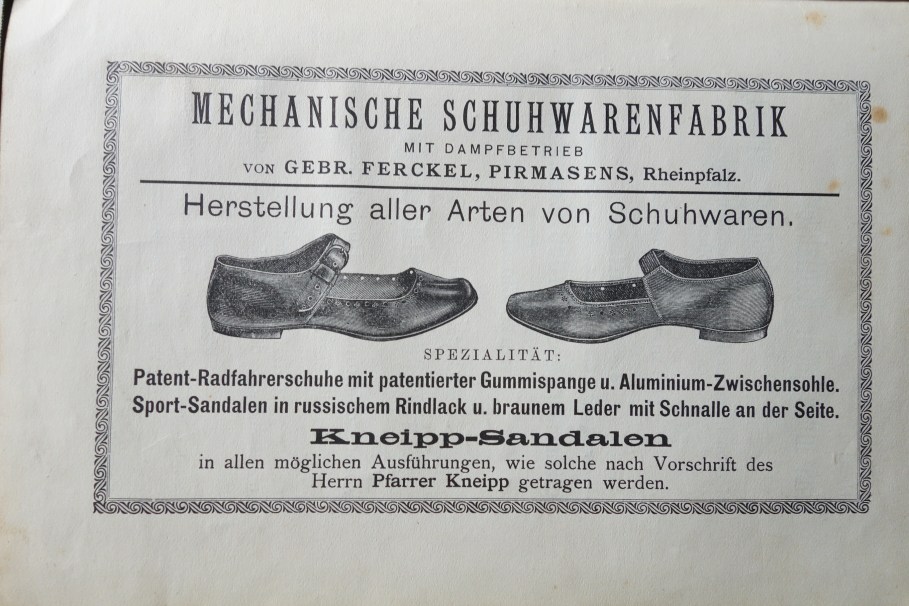 MECHANISCHE SCHUHWARENFABRIK
MIT DAMPFBETRIEB
VON GEBR. FERCKEL, PIRMASENS, Rheinpfalz.
Herstellung aller Arten von Schuhwaren.
SPEZIALITÄT:
Patent-Radfahrerschuhe mit patentierter Gummispange u. Aluminium-Zwischensohle.
Sport-Sandalen in russischem Rindlack u. braunem Leder mit Schnalle an der Seite.
Kneipp-Sandalen
in allen möglichen Ausführungen, wie solche nach Vorschrift des
Herrn Pfarrer Kneipp getragen werden.